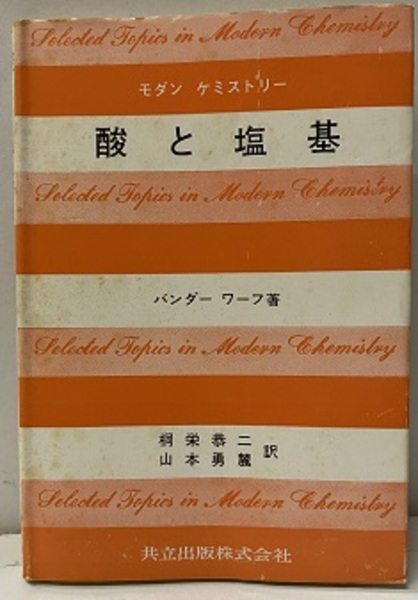 Selected Topics in Modern Chemistry
モダン ケミストリー
酸と塩基
Selected Topics in Modern Chemistry
バンダー ワーフ著
Selected Topics in Modern Chemistry
桐栄恭二
山本勇麓 訳
Selected Topics in Modern Chemistry
共立出版株式会社